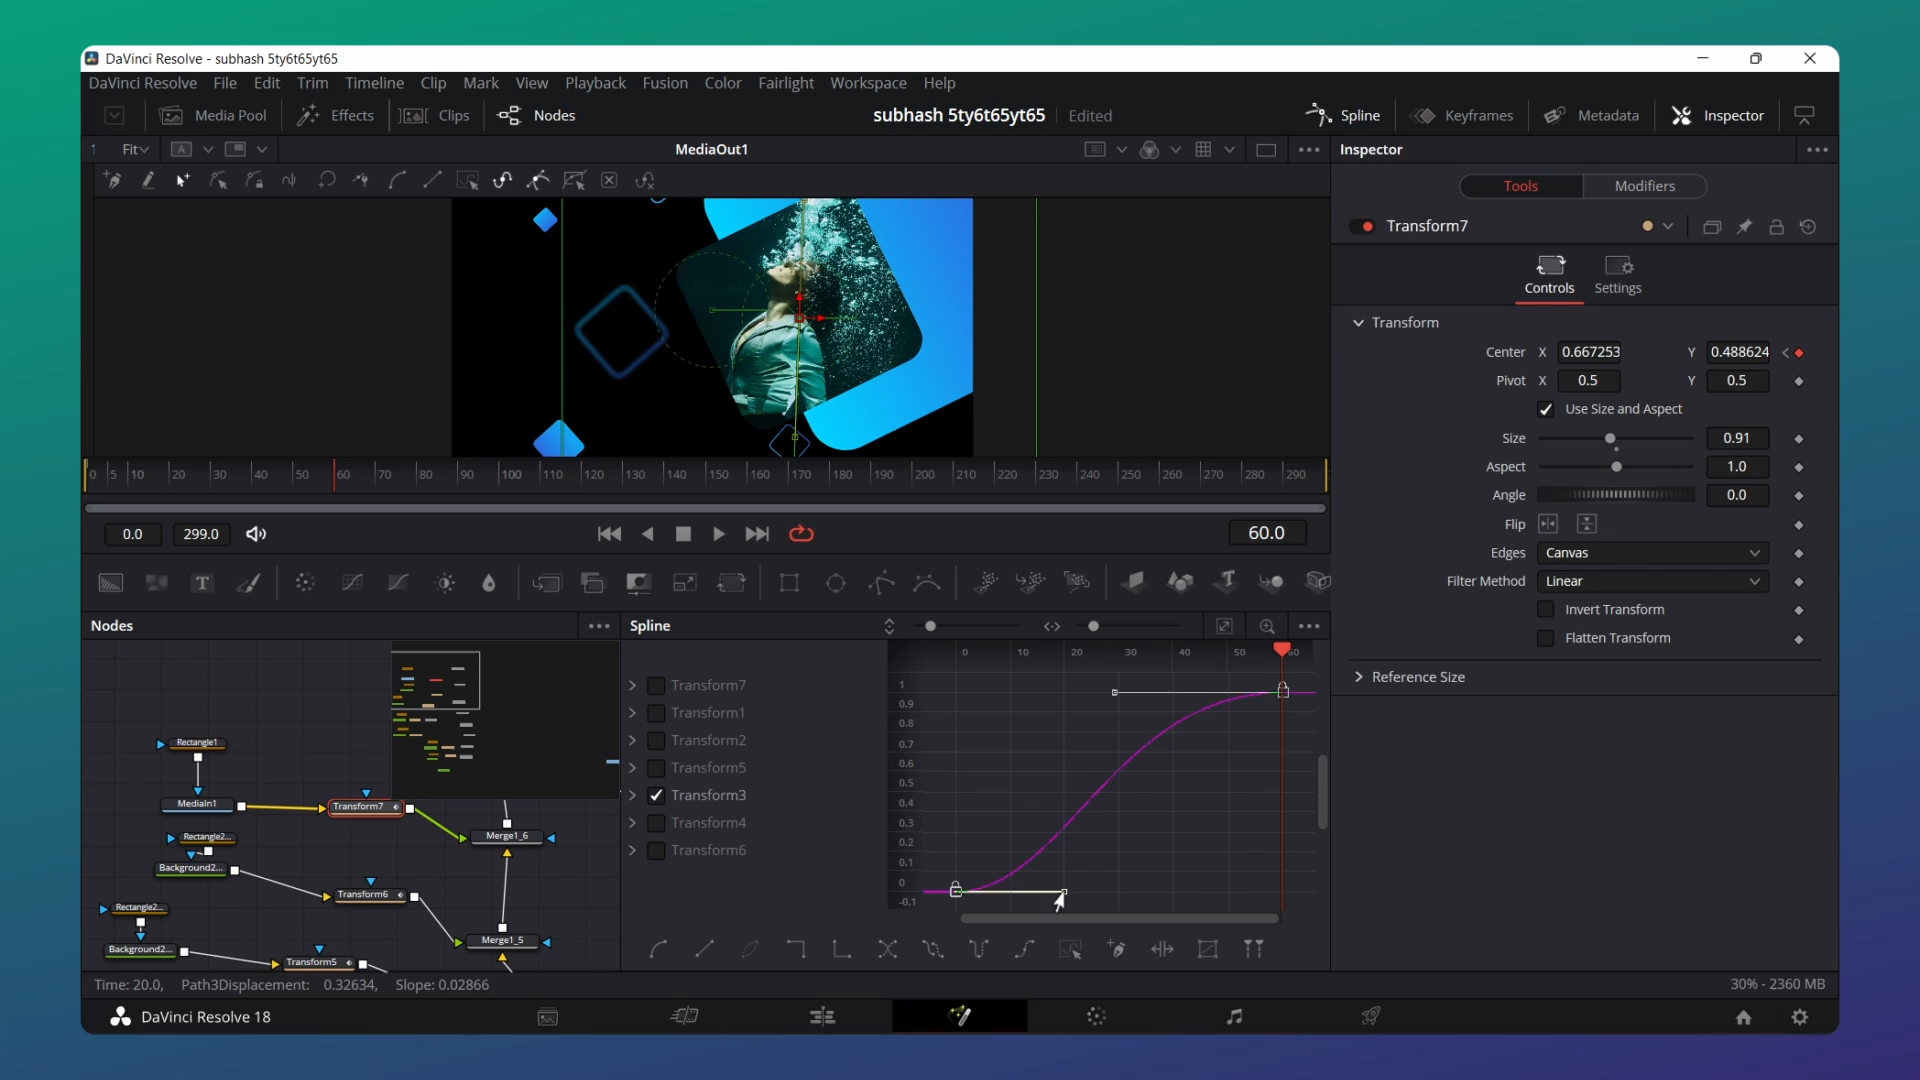 DaVinci Resolve - subhash 5ty6t65yt65
DaVinci Resolve File Edit Trim Timeline Clip Mark View Playback Fusion Color Fairlight Workspace Help
Media Pool Effects Clips Nodes subhash 5ty6t65yt65 Edited Spline Keyframes Metadata Inspector
Fit A MediaOut1 Inspector
Tools Modifiers
Transform7
Controls Settings
Transform
Center X 0.667253 Y 0.488624
Pivot X 0.5 Y 0.5
Use Size and Aspect
Size 0.91
Aspect 1.0
Angle 0.0
Flip
Edges Canvas
Filter Method Linear
Invert Transform
Flatten Transform
Reference Size
0 5 10 20 30 40 50 60 70 80 90 100 110 120 130 140 150 160 170 180 190 200 210 220 230 240 250 260 270 280 290
0.0 299.0 60.0
T T
Nodes Spline
0 10 20 30 40 50 60
Transform7
Transform1
Transform2
Transform5
Transform3
Transform4
Transform6
1
0.9
0.8
0.7
0.6
0.5
0.4
0.3
0.2
0.1
0
-0.1
Rectangle1
MediaIn1 Transform7
Rectangle2... Merge1_6
Background2...
Transform6
Rectangle2...
Background2... Merge1_5
Transform5
Time: 20.0, Path3Displacement: 0.32634, Slope: 0.02866 30% - 2360 MB
DaVinci Resolve 18